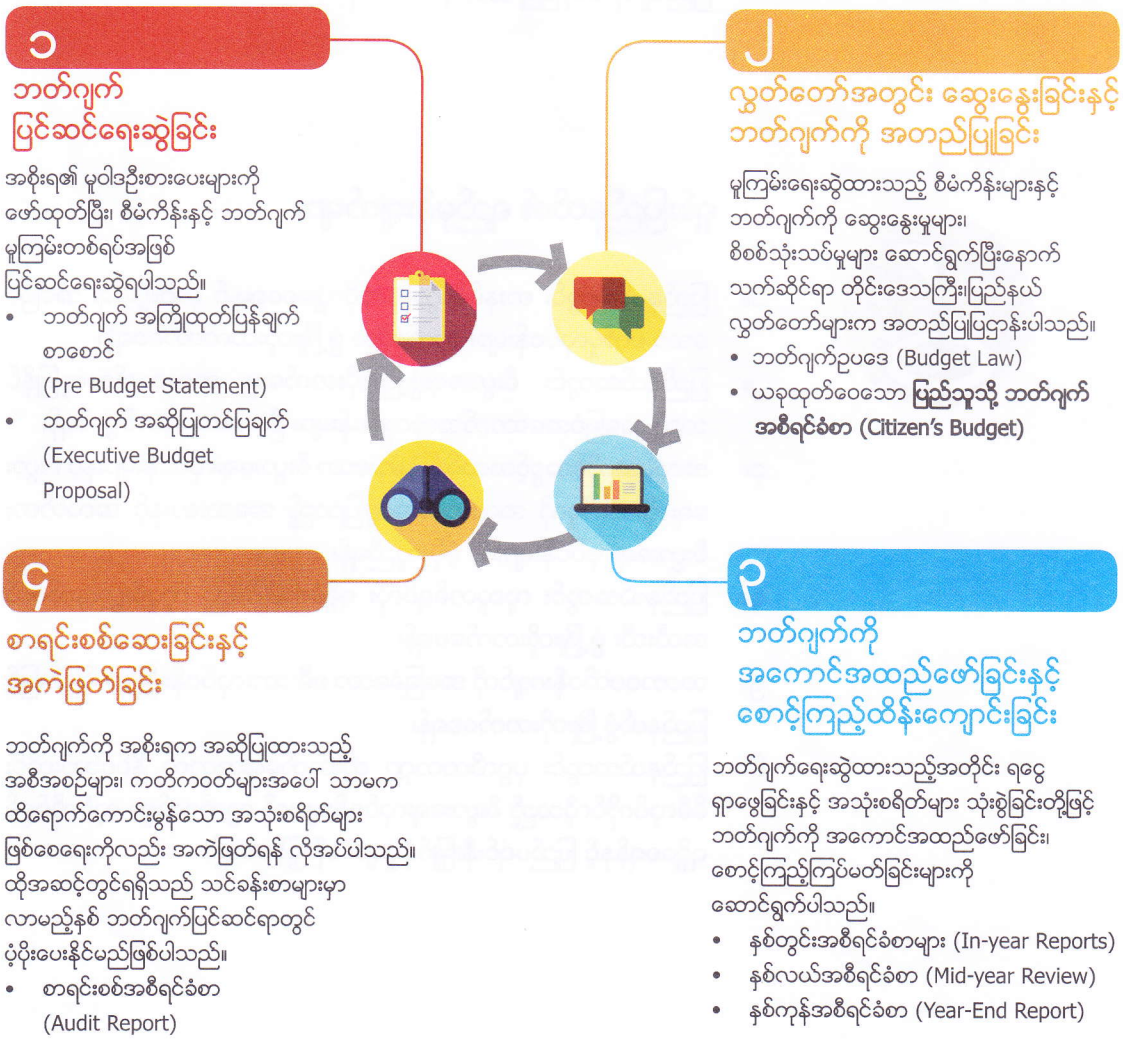 ၁
ဘတ်ဂျက်
ပြင်ဆင်ရေးဆွဲခြင်း
အစိုးရ၏ မူဝါဒဦးစားပေးများကို
ဖော်ထုတ်ပြီး၊ စီမံကိန်းနှင့် ဘတ်ဂျက်
မူကြမ်းတစ်ရပ်အဖြစ်
ပြင်ဆင်ရေးဆွဲရပါသည်။
• ဘတ်ဂျက် အကြိုထုတ်ပြန်ချက်
စာစောင်
(Pre Budget Statement)
• ဘတ်ဂျက် အဆိုပြုတင်ပြချက်
(Executive Budget
Proposal)
၂
လွှတ်တော်အတွင်း ဆွေးနွေးခြင်းနှင့်
ဘတ်ဂျက်ကို အတည်ပြုခြင်း
မူကြမ်းရေးဆွဲထားသည့် စီမံကိန်းများနှင့်
ဘတ်ဂျက်ကို ဆွေးနွေးမှုများ၊
စိစစ်သုံးသပ်မှုများ ဆောင်ရွက်ပြီးနောက်
သက်ဆိုင်ရာ တိုင်းဒေသကြီး၊ပြည်နယ်
လွှတ်တော်များက အတည်ပြုပြဋ္ဌာန်းပါသည်။
• ဘတ်ဂျက်ဥပဒေ (Budget Law)
• ယခုထုတ်ဝေသော ပြည်သူသို့ ဘတ်ဂျက်
အစီရင်ခံစာ (Citizen’s Budget)
၃
ဘတ်ဂျက်ကို
အကောင်အထည်ဖော်ခြင်းနှင့်
စောင့်ကြည့်ထိန်းကျောင်းခြင်း
ဘတ်ဂျက်ရေးဆွဲထားသည့်အတိုင်း ရငွေ
ရှာဖွေခြင်းနှင့် အသုံးစရိတ်များ သုံးစွဲခြင်းတို့ဖြင့်
ဘတ်ဂျက်ကို အကောင်အထည်ဖော်ခြင်း၊
စောင့်ကြည့်ကြပ်မတ်ခြင်းများကို
ဆောင်ရွက်ပါသည်။
• နှစ်တွင်းအစီရင်ခံစာများ (In-year Reports)
• နှစ်လယ်အစီရင်ခံစာ (Mid-year Review)
• နှစ်ကုန်အစီရင်ခံစာ (Year-End Report)
၄
စာရင်းစစ်ဆေးခြင်းနှင့်
အကဲဖြတ်ခြင်း
ဘတ်ဂျက်ကို အစိုးရက အဆိုပြုထားသည့်
အစီအစဉ်များ၊ ကတိကဝတ်များအပေါ် သာမက
ထိရောက်ကောင်းမွန်သော အသုံးစရိတ်များ
ဖြစ်စေရေးကိုလည်း အကဲဖြတ်ရန် လိုအပ်ပါသည်။
ထိုအဆင့်တွင်ရရှိသည် သင်ခန်းစာများမှာ
လာမည့်နှစ် ဘတ်ဂျက်ပြင်ဆင်ရာတွင်
ပံ့ပိုးပေးနိုင်မည်ဖြစ်ပါသည်။
• စာရင်းစစ်အစီရင်ခံစာ
(Audit Report)